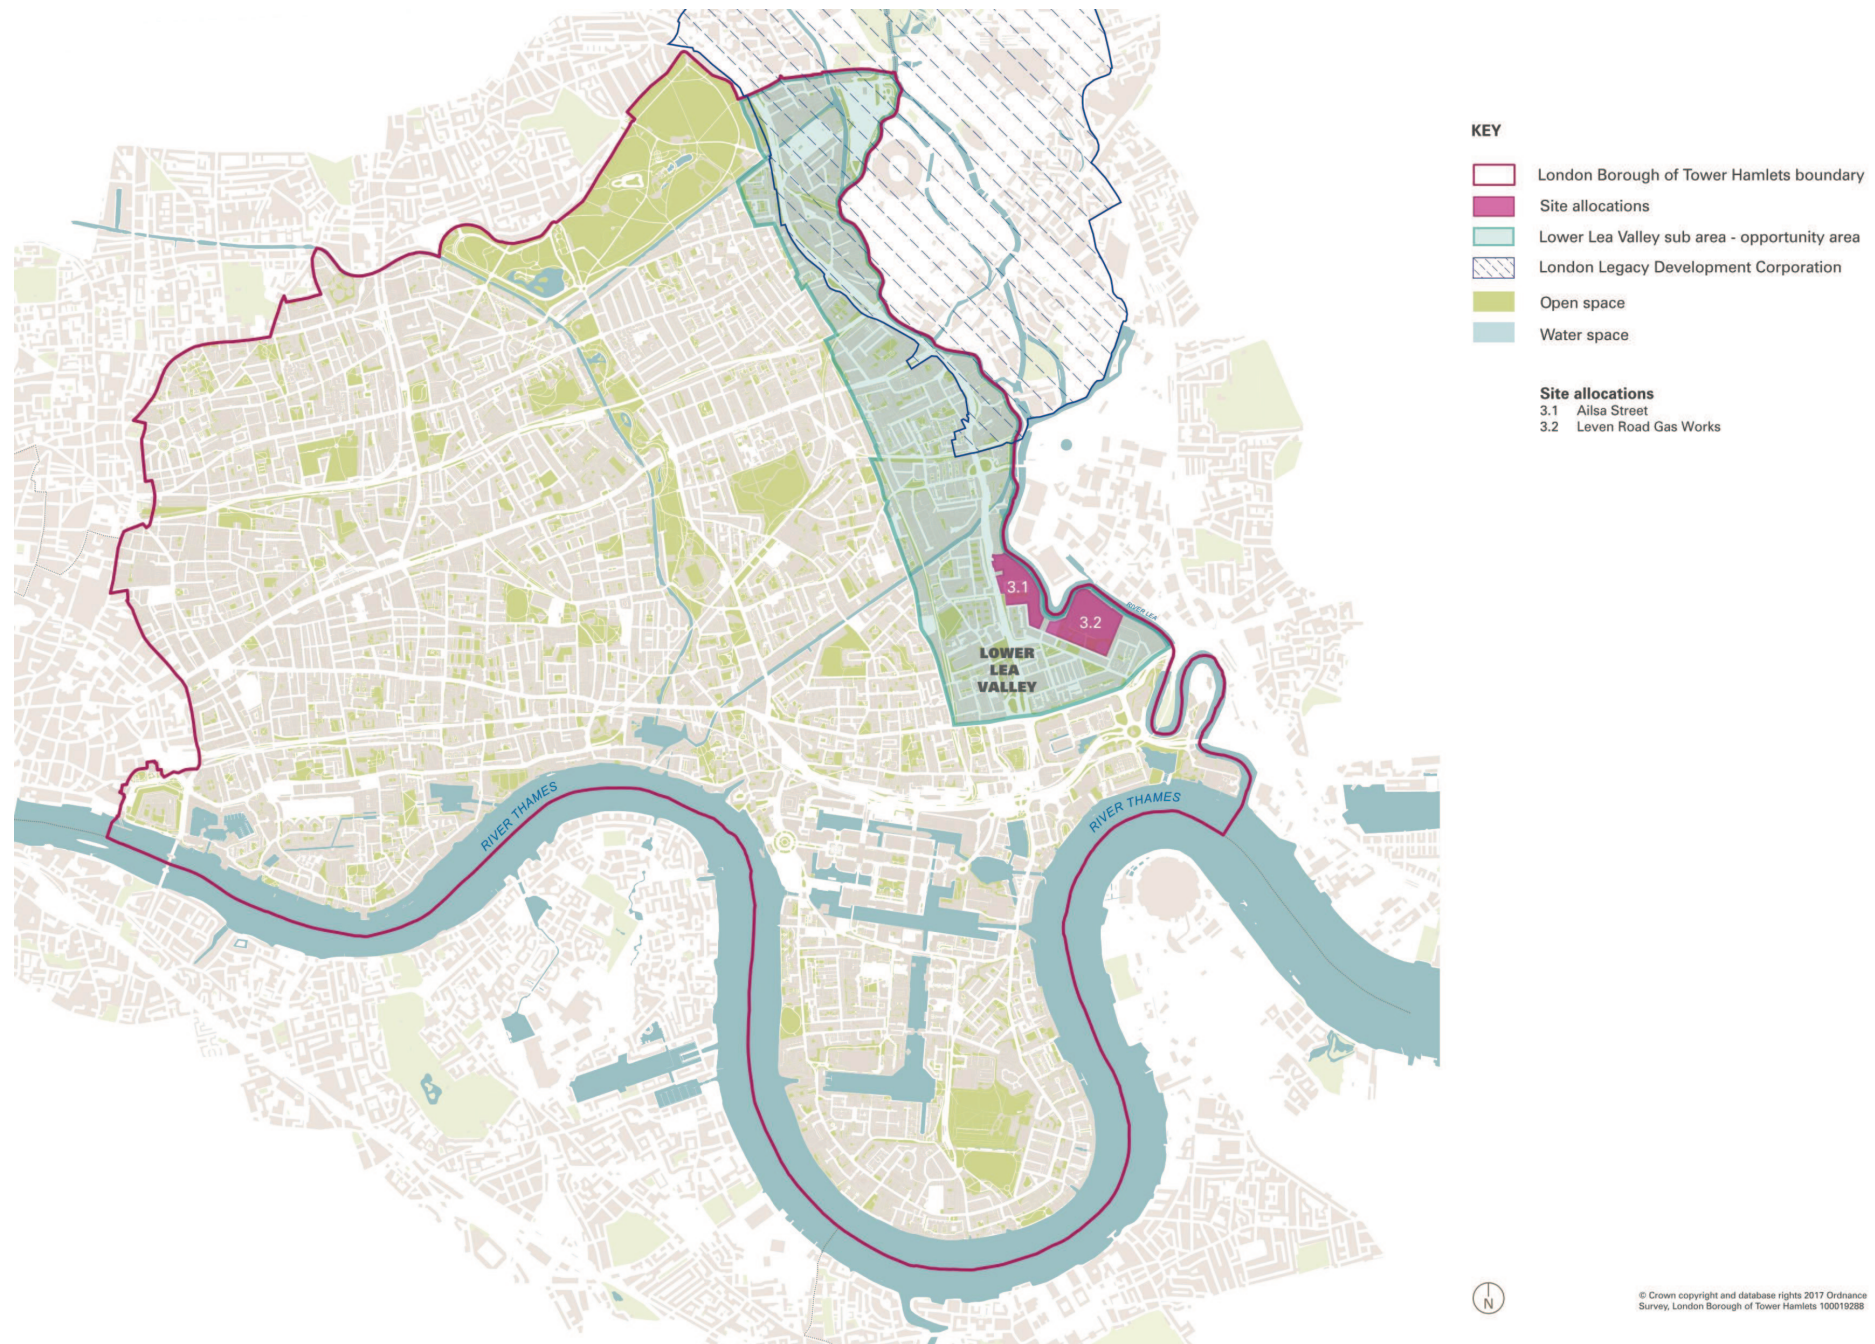 KEY
London Borough of Tower Hamlets boundary
Site allocations
Lower Lea Valley sub area - opportunity area
London Legacy Development Corporation
Open space
Water space
Site allocations
3.1 Ailsa Street
3.2 Leven Road Gas Works
3.1
3.2
RIVER LEA
LOWER
LEA
VALLEY
RIVER THAMES
RIVER THAMES
N
© Crown copyright and database rights 2017 Ordnance
Survey, London Borough of Tower Hamlets 100019288